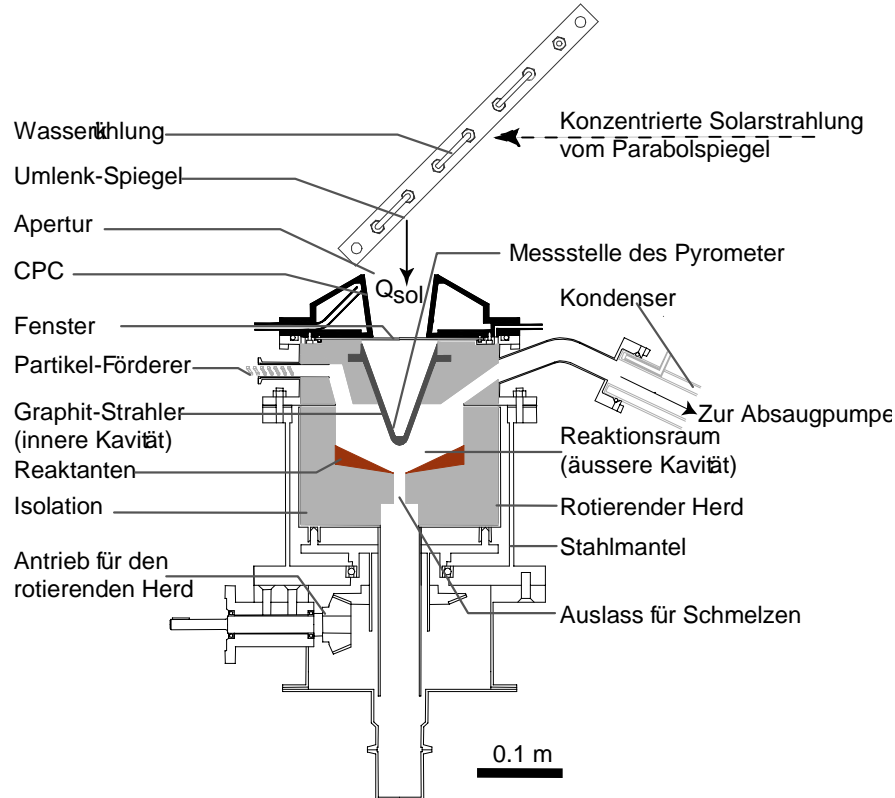 Wasserkühlung
Umlenk-Spiegel
Apertur
CPC
Fenster
Partikel-Förderer
Graphit-Strahler
(innere Kavität)
Reaktanten
Isolation
Antrieb für den
rotierenden Herd
Konzentrierte Solarstrahlung
vom Parabolspiegel
Messstelle des Pyrometer
Qsol
Kondenser
Zur Absaugpumpe
Reaktionsraum
(äussere Kavität)
Rotierender Herd
Stahlmantel
Auslass für Schmelzen
0.1 m